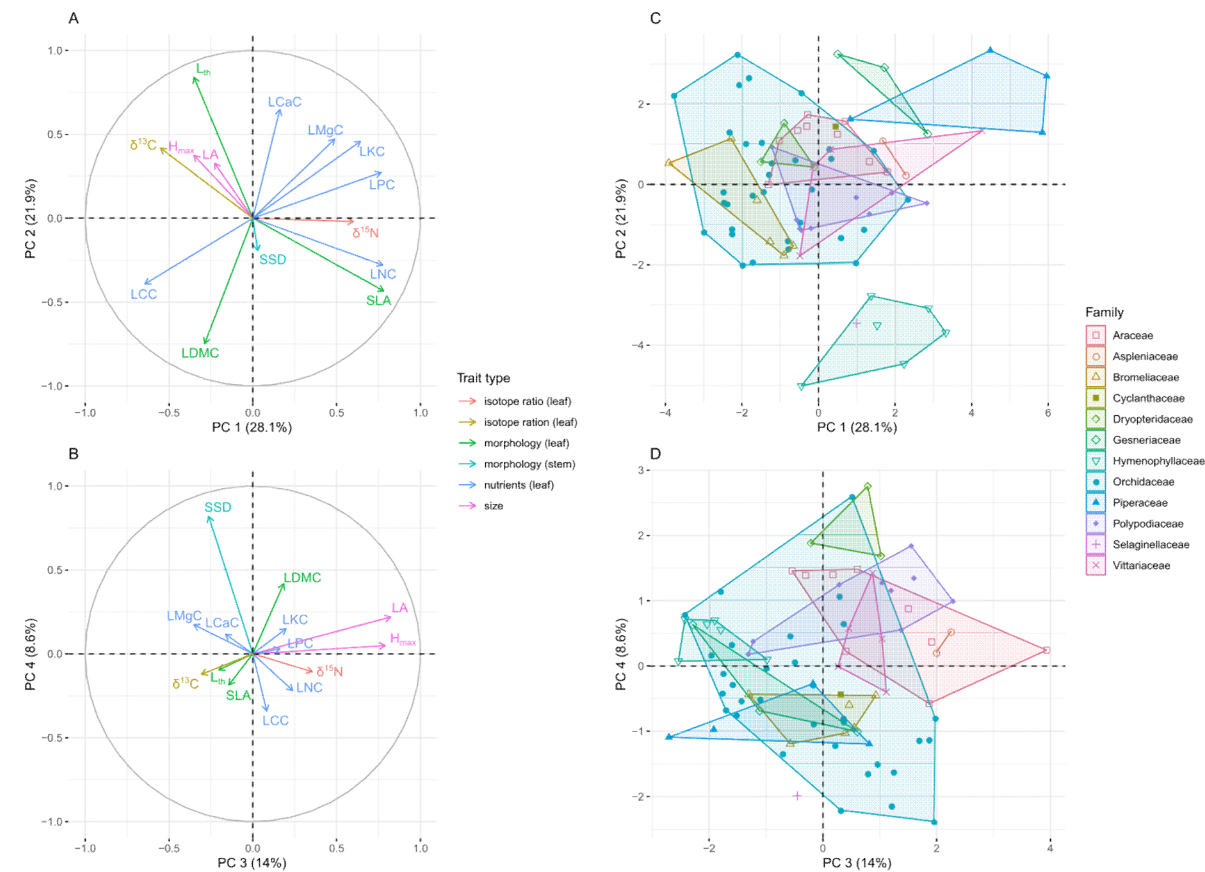 A
1.0
0.5
0.0
−0.5
−1.0
PC 2 (21.9%)
Lth
LCaC
LMgC
LKC
LPC
δ13C
Hmax
LA
δ15N
SSD
LNC
SLA
LCC
LDMC
−1.0
−0.5
0.0
0.5
1.0
PC 1 (28.1%)
B
1.0
0.5
0.0
−0.5
−1.0
PC 4 (8.6%)
SSD
LDMC
LMgC
LCaC
LKC
LPC
LA
Hmax
δ13C
Lth
SLA
δ15N
LNC
LCC
−1.0
−0.5
0.0
0.5
1.0
PC 3 (14%)
Trait type
isotope ratio (leaf)
isotope ration (leaf)
morphology (leaf)
morphology (stem)
nutrients (leaf)
size
C
2
0
−2
−4
PC 2 (21.9%)
−4
−2
0
2
4
6
PC 1 (28.1%)
D
3
2
1
0
−1
−2
PC 4 (8.6%)
−2
0
2
4
PC 3 (14%)
Family
Araceae
Aspleniaceae
Bromeliaceae
Cyclanthaceae
Dryopteridaceae
Gesneriaceae
Hymenophyllaceae
Orchidaceae
Piperaceae
Polypodiaceae
Selaginellaceae
Vittariaceae